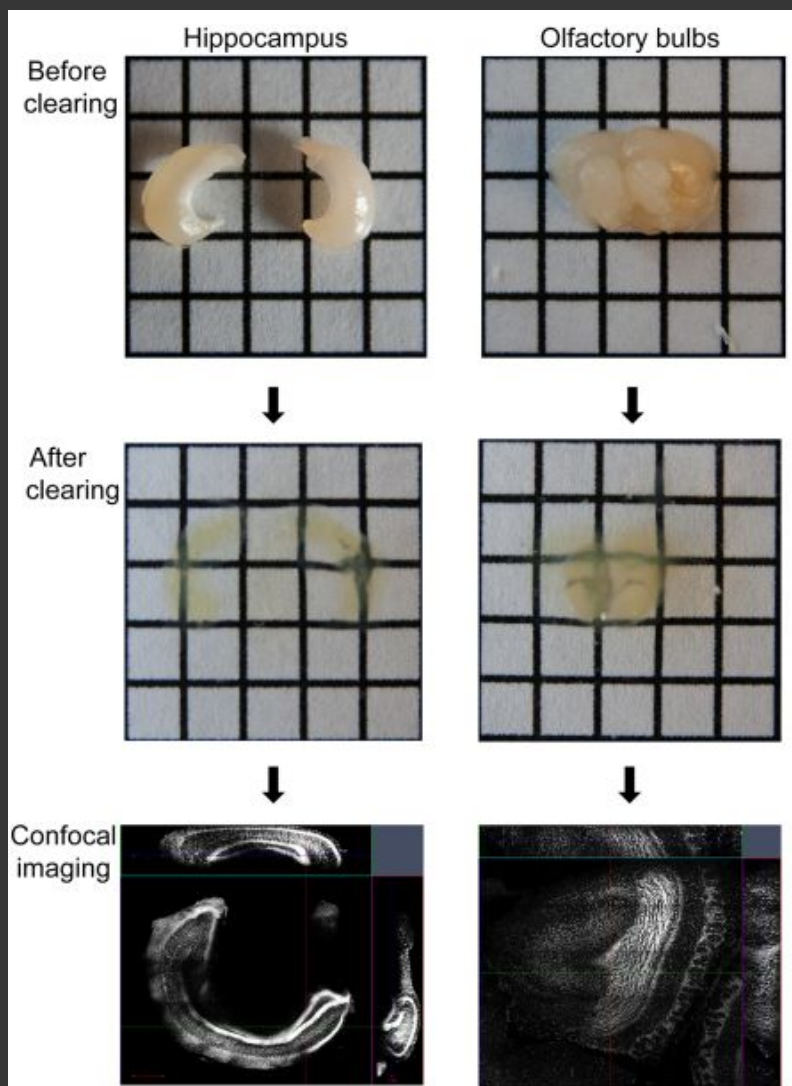 Hippocampus
Olfactory bulbs
Before
clearing
After
clearing
Confocal
imaging